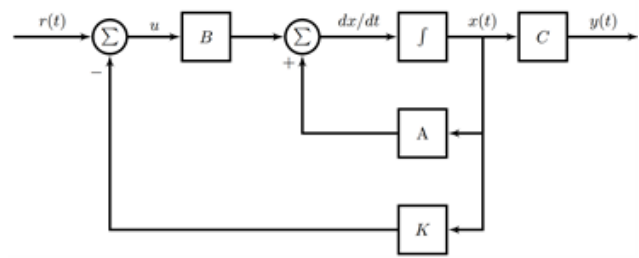 r(t) Σ u B Σ dx/dt ∫ x(t) C y(t)
− +
A
K